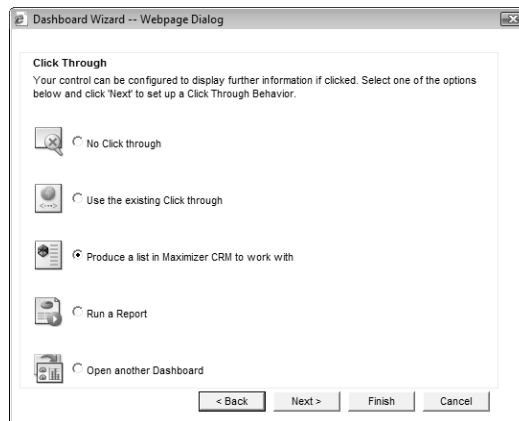 Dashboard Wizard -- Webpage Dialog
Click Through
Your control can be configured to display further information if clicked. Select one of the options
below and click 'Next' to set up a Click Through Behavior.
No Click through
Use the existing Click through
Produce a list in Maximizer CRM to work with
Run a Report
Open another Dashboard
< Back Next > Finish Cancel